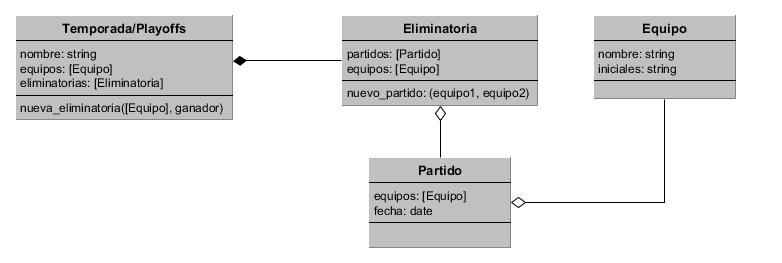 Temporada/Playoffs
nombre: string
equipos: [Equipo]
eliminatorias: [Eliminatoria]
nueva_eliminatoria([Equipo], ganador)
Eliminatoria
partidos: [Partido]
equipos: [Equipo]
nuevo_partido: (equipo1, equipo2)
Equipo
nombre: string
iniciales: string
Partido
equipos: [Equipo]
fecha: date